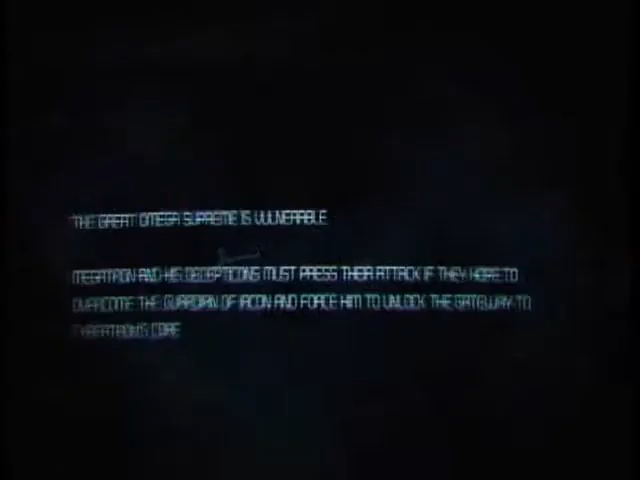 THE GREAT OMEGA SUPREME IS VULNERABLE
MEGATRON AND HIS DECEPTICONS MUST PRESS THEIR ATTACK IF THEY HOPE TO
OVERCOME THE GUARDIAN OF IACON AND FORCE HIM TO UNLOCK THE GATEWAY TO
CYBERTRON'S CORE